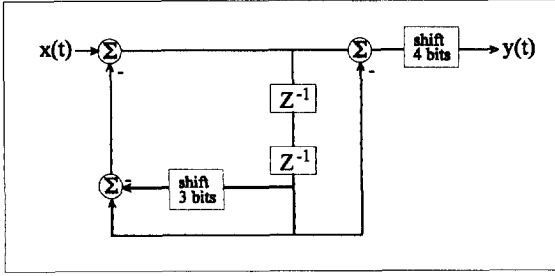 x(t)
Σ
-
Σ
-
shift
4 bits
y(t)
Z⁻¹
Z⁻¹
Σ
-
shift
3 bits